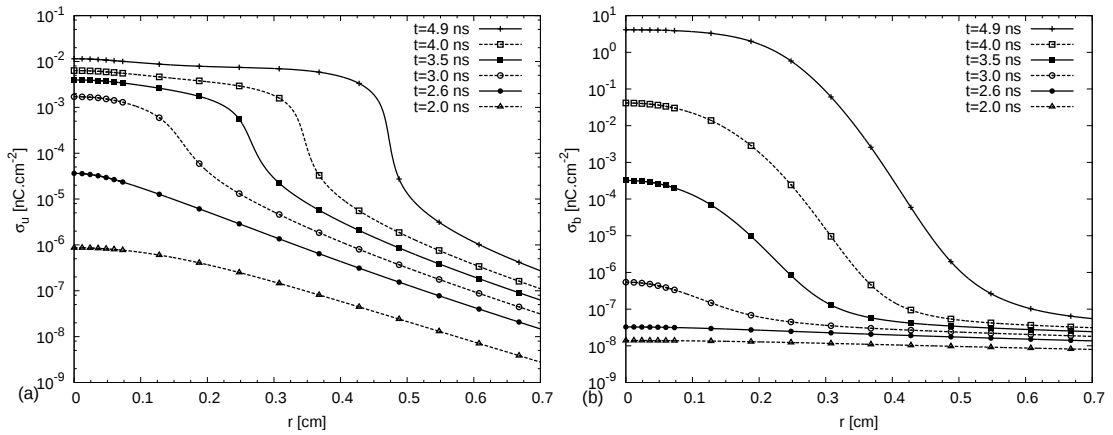 10^-1
10^-2
10^-3
10^-4
10^-5
10^-6
10^-7
10^-8
10^-9
σ_u [nC.cm^-2]
0
0.1
0.2
0.3
0.4
0.5
0.6
0.7
r [cm]
(a)
t=4.9 ns
t=4.0 ns
t=3.5 ns
t=3.0 ns
t=2.6 ns
t=2.0 ns
10^1
10^0
10^-1
10^-2
10^-3
10^-4
10^-5
10^-6
10^-7
10^-8
10^-9
σ_b [nC.cm^-2]
0
0.1
0.2
0.3
0.4
0.5
0.6
0.7
r [cm]
(b)
t=4.9 ns
t=4.0 ns
t=3.5 ns
t=3.0 ns
t=2.6 ns
t=2.0 ns